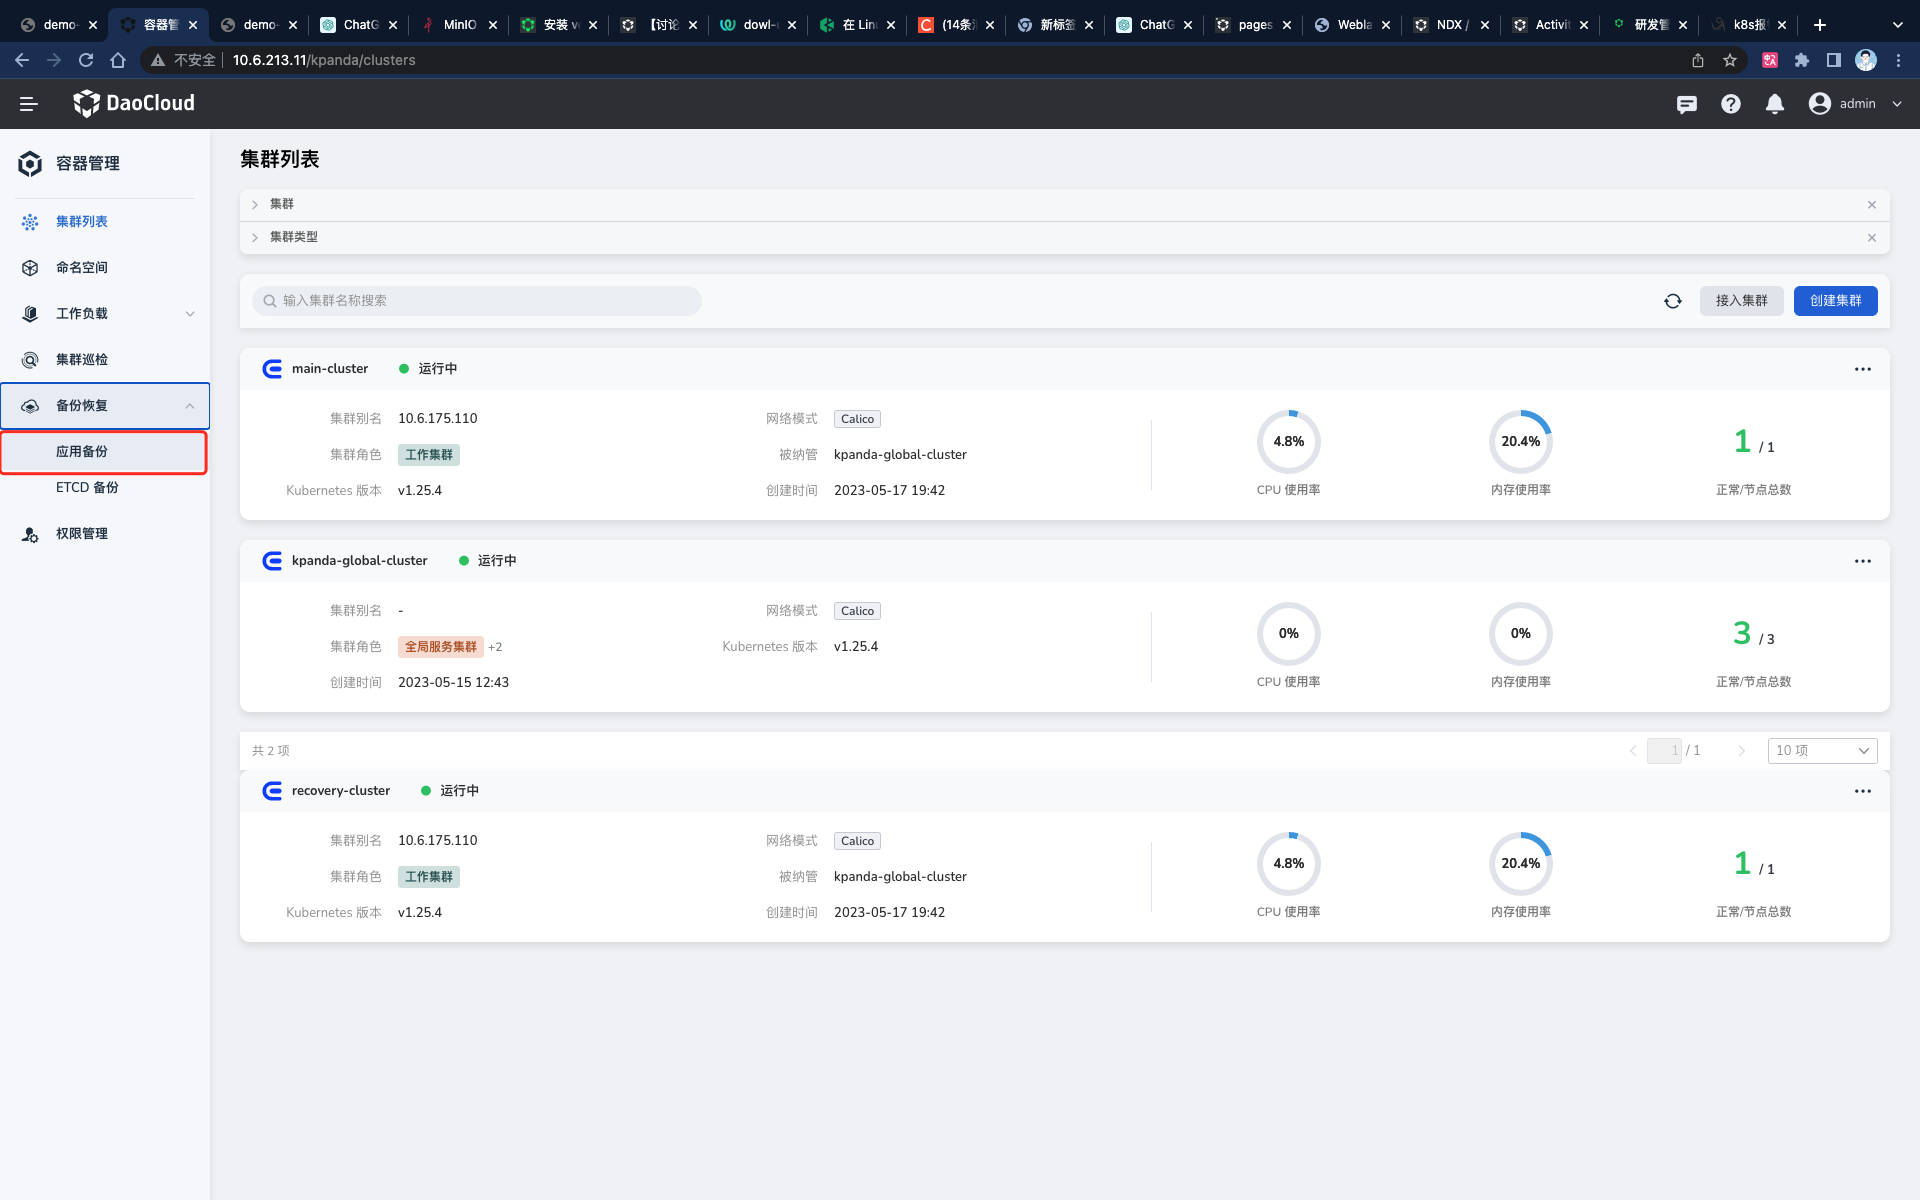 demo-
容器管
demo-
ChatG
MinIO
安装 ve
【讨论
dowl-u
在 Linu
(14条消
新标签
ChatG
pages
Webla
NDX /
Activit
研发管
k8s报
不安全
10.6.213.11/kpanda/clusters
DaoCloud
admin
容器管理
集群列表
命名空间
工作负载
集群巡检
备份恢复
应用备份
ETCD 备份
权限管理
集群列表
集群
集群类型
输入集群名称搜索
接入集群
创建集群
main-cluster
运行中
集群别名 10.6.175.110
网络模式 Calico
集群角色 工作集群
被纳管 kpanda-global-cluster
Kubernetes 版本 v1.25.4
创建时间 2023-05-17 19:42
4.8%
CPU 使用率
20.4%
内存使用率
1 / 1
正常/节点总数
kpanda-global-cluster
运行中
集群别名 -
网络模式 Calico
集群角色 全局服务集群 +2
Kubernetes 版本 v1.25.4
创建时间 2023-05-15 12:43
0%
CPU 使用率
0%
内存使用率
3 / 3
正常/节点总数
共 2 项
1 / 1
10 项
recovery-cluster
运行中
集群别名 10.6.175.110
网络模式 Calico
集群角色 工作集群
被纳管 kpanda-global-cluster
Kubernetes 版本 v1.25.4
创建时间 2023-05-17 19:42
4.8%
CPU 使用率
20.4%
内存使用率
1 / 1
正常/节点总数